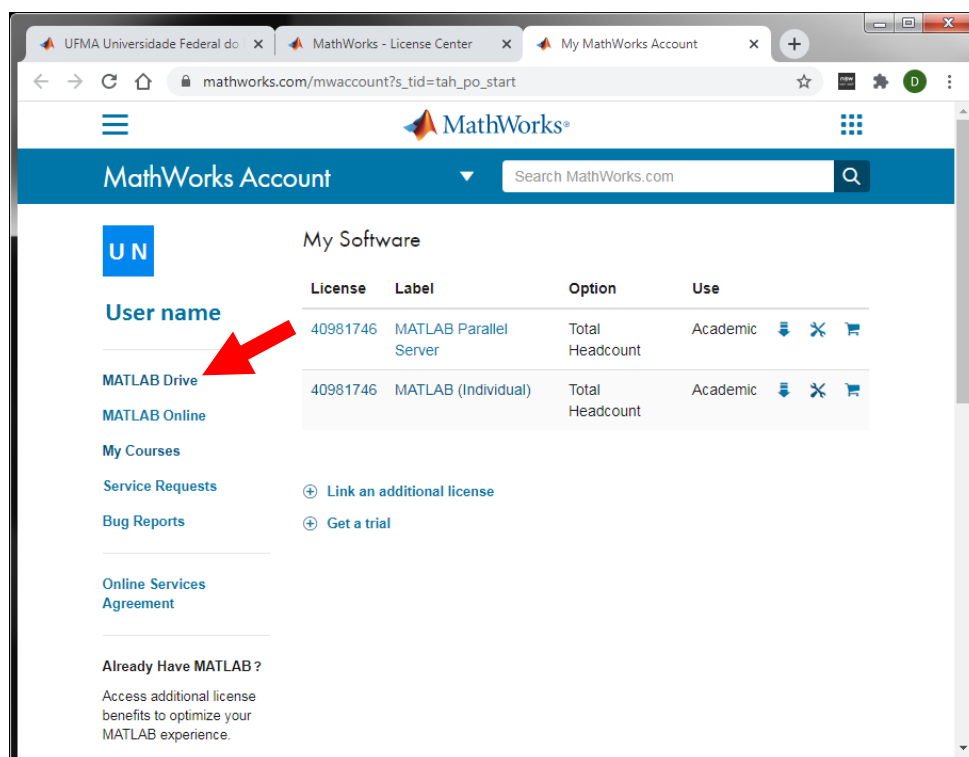 UFMA Universidade Federal do
MathWorks - License Center
My MathWorks Account
mathworks.com/mwaccount?s_tid=tah_po_start
new
D
MathWorks®
MathWorks Account
Search MathWorks.com
U N
User name
MATLAB Drive
MATLAB Online
My Courses
Service Requests
Bug Reports
Online Services
Agreement
Already Have MATLAB?
Access additional license
benefits to optimize your
MATLAB experience.
My Software
License Label Option Use
40981746 MATLAB Parallel Total Academic
Server Headcount
40981746 MATLAB (Individual) Total Academic
Headcount
Link an additional license
Get a trial